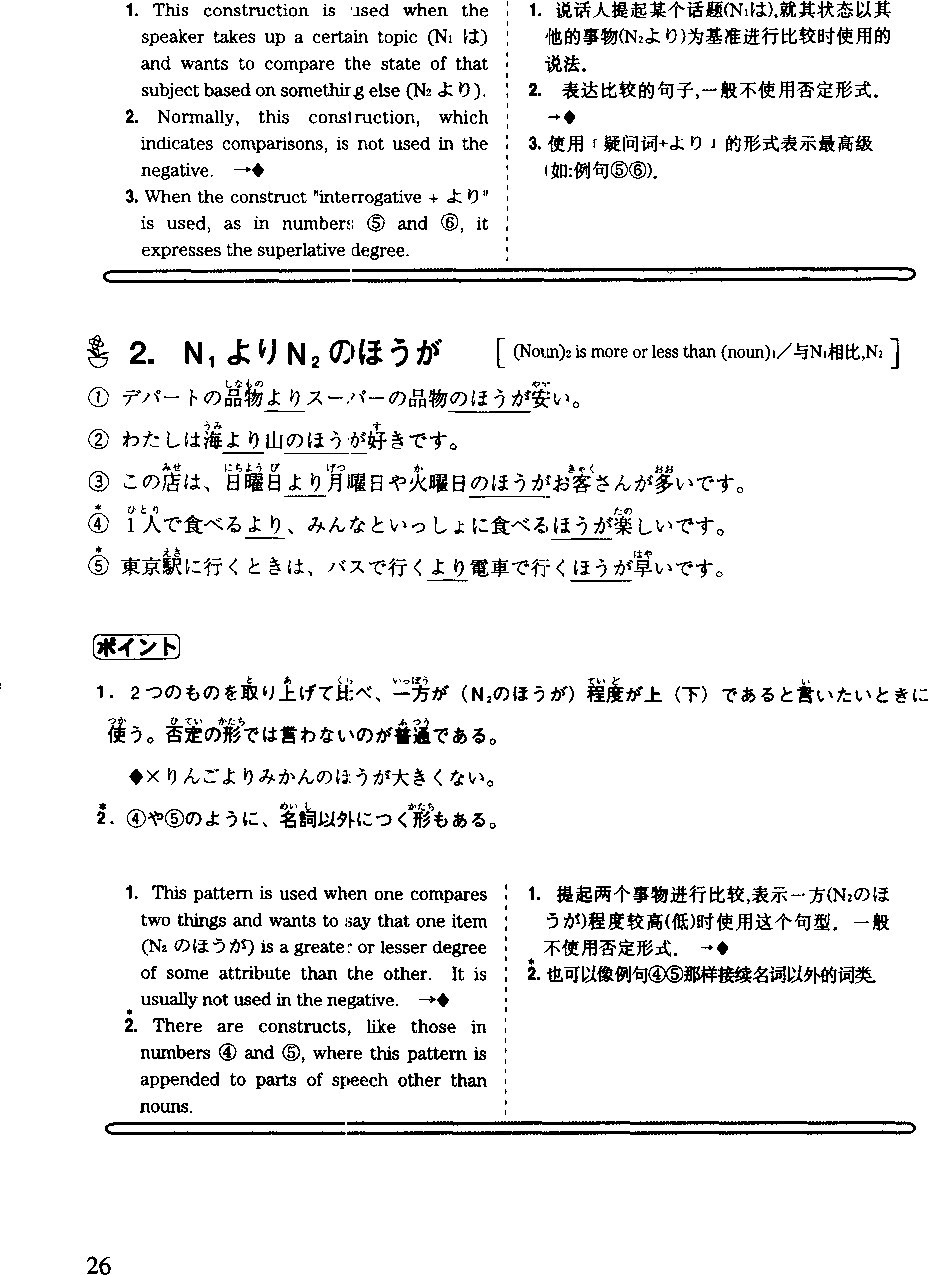 1. This construction is used when the
speaker takes up a certain topic (N₁ は)
and wants to compare the state of that
subject based on something else (N₂ より).
2. Normally, this construction, which
indicates comparisons, is not used in the
negative. →◆
3. When the construct "interrogative + より"
is used, as in numbers ⑤ and ⑥, it
expresses the superlative degree.
1. 说话人提起某个话题(N₁は),就其状态以其
他的事物(N₂より)为基准进行比较时使用的
说法.
2. 表达比较的句子,一般不使用否定形式.
→◆
3. 使用「疑问词+より」的形式表示最高级
(如:例句⑤⑥).
2. N₁よりN₂のほうが [(Noun)₂ is more or less than (noun)₁／与N₁相比,N₂]
① デパートの品物よりスーパーの品物のほうが安い。
② わたしは海より山のほうが好きです。
③ この店は、日曜日より月曜日や火曜日のほうがお客さんが多いです。
*④ 1人で食べるより、みんなといっしょに食べるほうが楽しいです。
*⑤ 東京駅に行くときは、バスで行くより電車で行くほうが早いです。
ポイント
1. 2つのものを取り上げて比べ、一方が（N₂のほうが）程度が上（下）であると言いたいときに
使う。否定の形では言わないのが普通である。
◆×りんごよりみかんのほうが大きくない。
*2. ④や⑤のように、名詞以外につく形もある。
1. This pattern is used when one compares
two things and wants to say that one item
(N₂ のほうが) is a greater or lesser degree
of some attribute than the other. It is
usually not used in the negative. →◆
*2. There are constructs, like those in
numbers ④ and ⑤, where this pattern is
appended to parts of speech other than
nouns.
1. 提起两个事物进行比较,表示一方(N₂のほ
うが)程度较高(低)时使用这个句型. 一般
不使用否定形式. →◆
*2. 也可以像例句④⑤那样接续名词以外的词类.
26